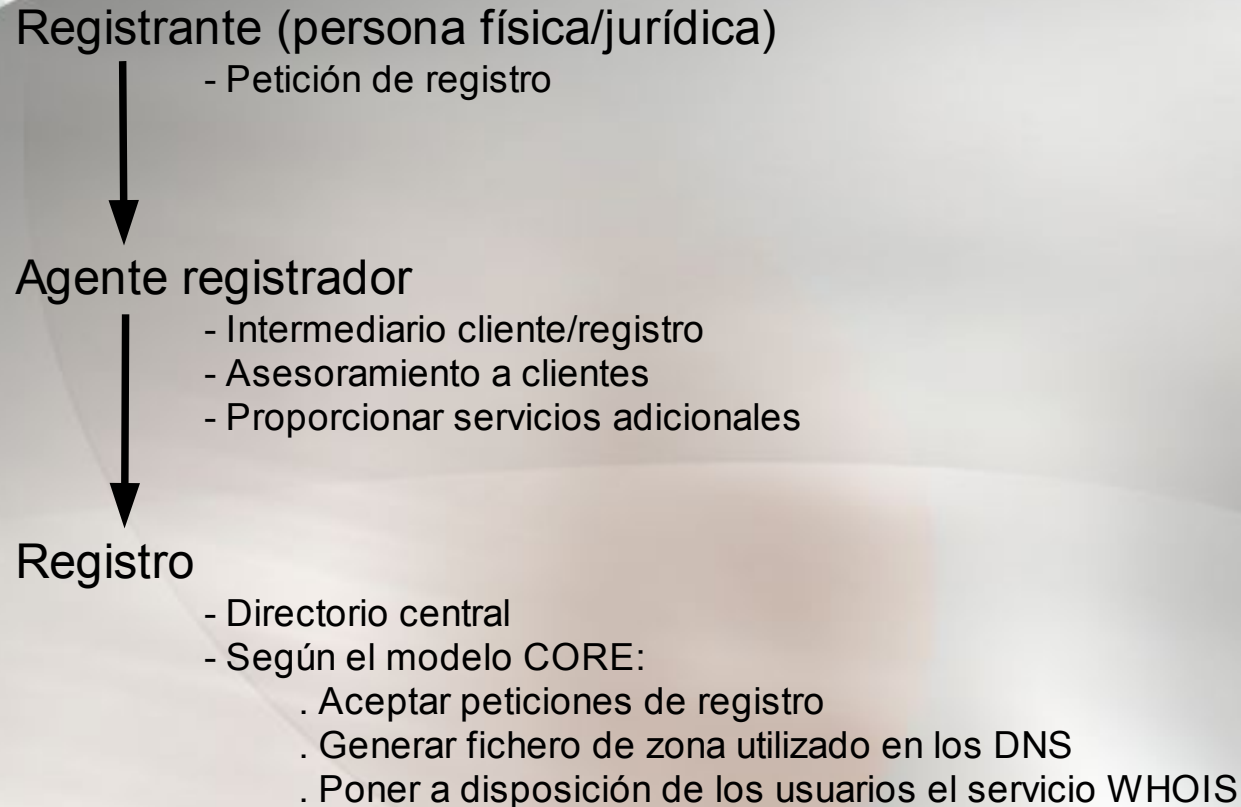 Registrante (persona física/jurídica)
- Petición de registro
Agente registrador
- Intermediario cliente/registro
- Asesoramiento a clientes
- Proporcionar servicios adicionales
Registro
- Directorio central
- Según el modelo CORE:
. Aceptar peticiones de registro
. Generar fichero de zona utilizado en los DNS
. Poner a disposición de los usuarios el servicio WHOIS